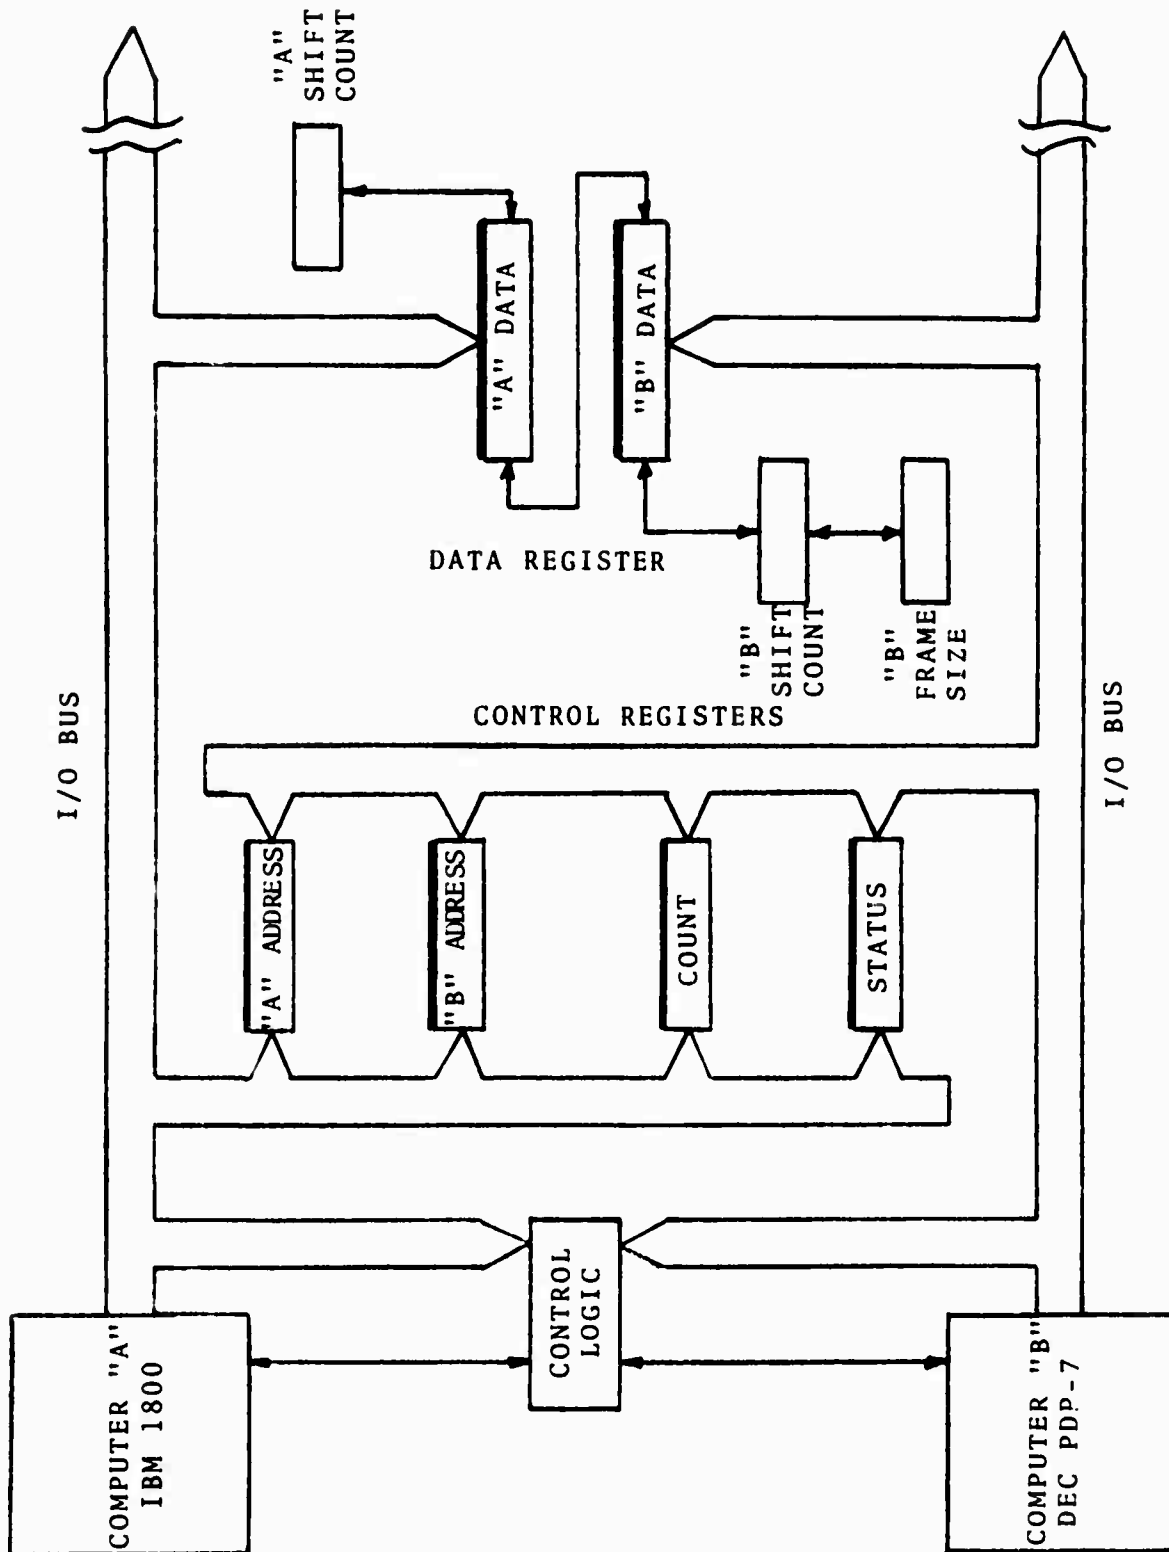 COMPUTER "A"
IBM 1800
I/O BUS
"A"
SHIFT
COUNT
"A" ADDRESS
"B" ADDRESS
COUNT
STATUS
CONTROL REGISTERS
CONTROL
LOGIC
DATA REGISTER
"A" DATA
"B" DATA
"B"
SHIFT
COUNT
"B"
FRAME
SIZE
COMPUTER "B"
DEC PDP-7
I/O BUS